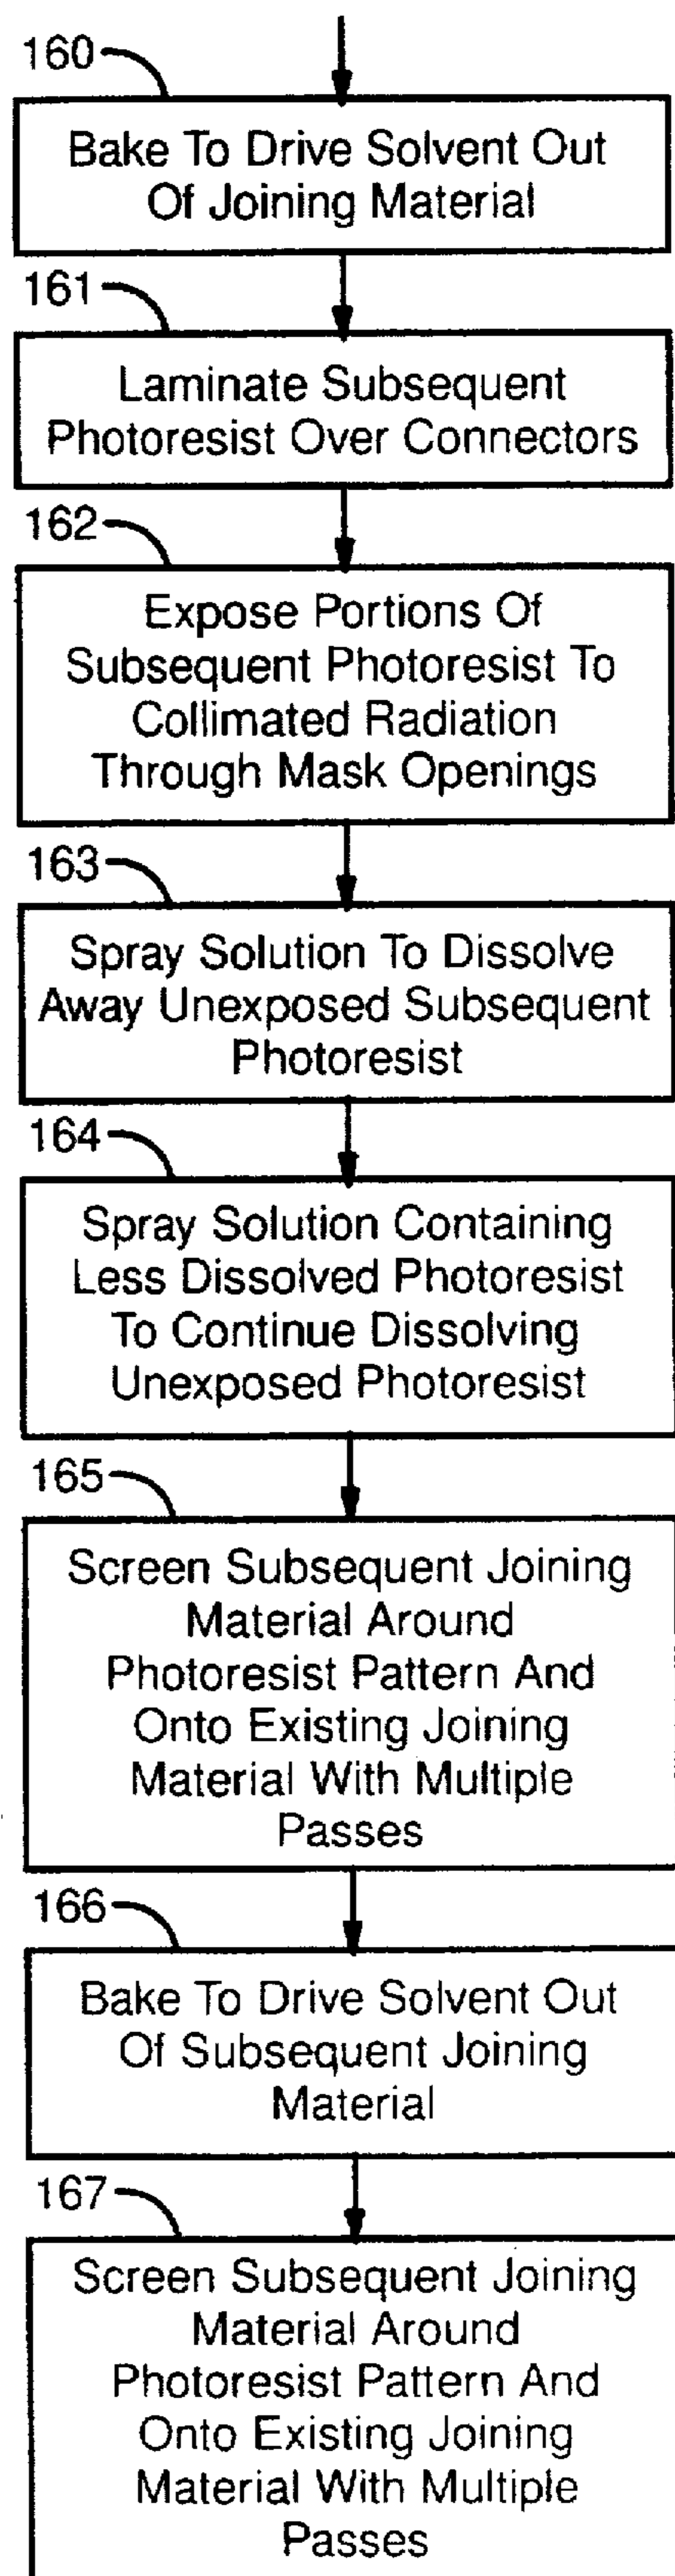 160
Bake To Drive Solvent Out
Of Joining Material
161
Laminate Subsequent
Photoresist Over Connectors
162
Expose Portions Of
Subsequent Photoresist To
Collimated Radiation
Through Mask Openings
163
Spray Solution To Dissolve
Away Unexposed Subsequent
Photoresist
164
Spray Solution Containing
Less Dissolved Photoresist
To Continue Dissolving
Unexposed Photoresist
165
Screen Subsequent Joining
Material Around
Photoresist Pattern And
Onto Existing Joining
Material With Multiple
Passes
166
Bake To Drive Solvent Out
Of Subsequent Joining
Material
167
Screen Subsequent Joining
Material Around
Photoresist Pattern And
Onto Existing Joining
Material With Multiple
Passes